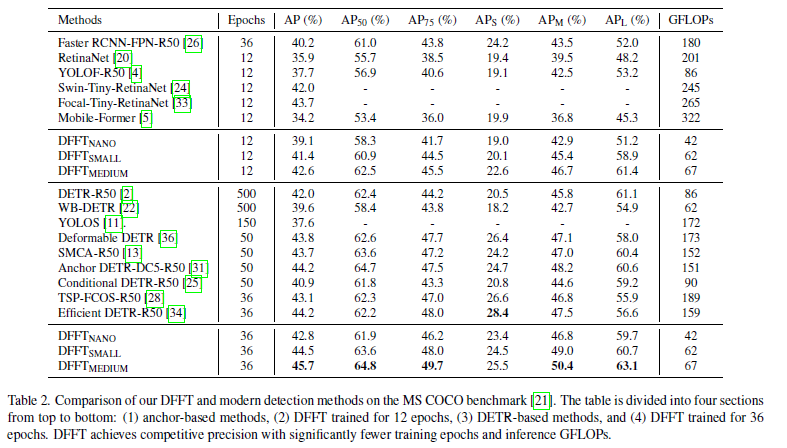 Methods Epochs AP (%) AP50 (%) AP75 (%) APS (%) APM (%) APL (%) GFLOPs
Faster RCNN-FPN-R50 [26] 36 40.2 61.0 43.8 24.2 43.5 52.0 180
RetinaNet [20] 12 35.9 55.7 38.5 19.4 39.5 48.2 201
YOLOF-R50 [4] 12 37.7 56.9 40.6 19.1 42.5 53.2 86
Swin-Tiny-RetinaNet [24] 12 42.0 - - - - - 245
Focal-Tiny-RetinaNet [33] 12 43.7 - - - - - 265
Mobile-Former [5] 12 34.2 53.4 36.0 19.9 36.8 45.3 322
DFFTNANO 12 39.1 58.3 41.7 19.0 42.9 51.2 42
DFFTSMALL 12 41.4 60.9 44.5 20.1 45.4 58.9 62
DFFTMEDIUM 12 42.6 62.5 45.5 22.6 46.7 61.4 67
DETR-R50 [2] 500 42.0 62.4 44.2 20.5 45.8 61.1 86
WB-DETR [22] 500 39.6 58.4 43.8 18.2 42.7 54.9 62
YOLOS [11]. 150 37.6 - - - - - 172
Deformable DETR [36] 50 43.8 62.6 47.7 26.4 47.1 58.0 173
SMCA-R50 [13] 50 43.7 63.6 47.2 24.2 47.0 60.4 152
Anchor DETR-DC5-R50 [31] 50 44.2 64.7 47.5 24.7 48.2 60.6 151
Conditional DETR-R50 [25] 50 40.9 61.8 43.3 20.8 44.6 59.2 90
TSP-FCOS-R50 [28] 36 43.1 62.3 47.0 26.6 46.8 55.9 189
Efficient DETR-R50 [34] 36 44.2 62.2 48.0 28.4 47.5 56.6 159
DFFTNANO 36 42.8 61.9 46.2 23.4 46.8 59.7 42
DFFTSMALL 36 44.5 63.6 48.0 24.5 49.0 60.7 62
DFFTMEDIUM 36 45.7 64.8 49.7 25.5 50.4 63.1 67
Table 2. Comparison of our DFFT and modern detection methods on the MS COCO benchmark [21]. The table is divided into four sections
from top to bottom: (1) anchor-based methods, (2) DFFT trained for 12 epochs, (3) DETR-based methods, and (4) DFFT trained for 36
epochs. DFFT achieves competitive precision with significantly fewer training epochs and inference GFLOPs.